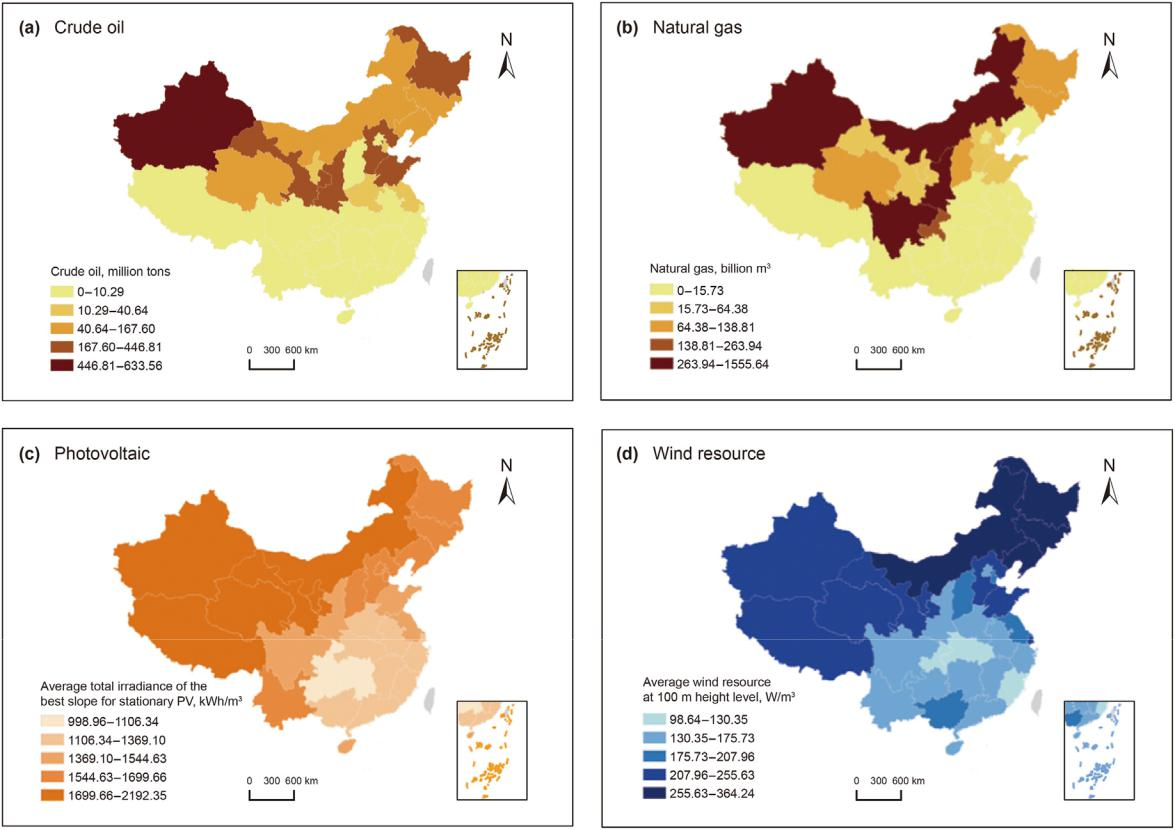 (a) Crude oil
N
Crude oil, million tons
0–10.29
10.29–40.64
40.64–167.60
167.60–446.81
446.81–633.56
0 300 600 km
(b) Natural gas
N
Natural gas, billion m³
0–15.73
15.73–64.38
64.38–138.81
138.81–263.94
263.94–1555.64
0 300 600 km
(c) Photovoltaic
N
Average total irradiance of the
best slope for stationary PV, kWh/m³
998.96–1106.34
1106.34–1369.10
1369.10–1544.63
1544.63–1699.66
1699.66–2192.35
0 300 600 km
(d) Wind resource
N
Average wind resource
at 100 m height level, W/m³
98.64–130.35
130.35–175.73
175.73–207.96
207.96–255.63
255.63–364.24
0 300 600 km